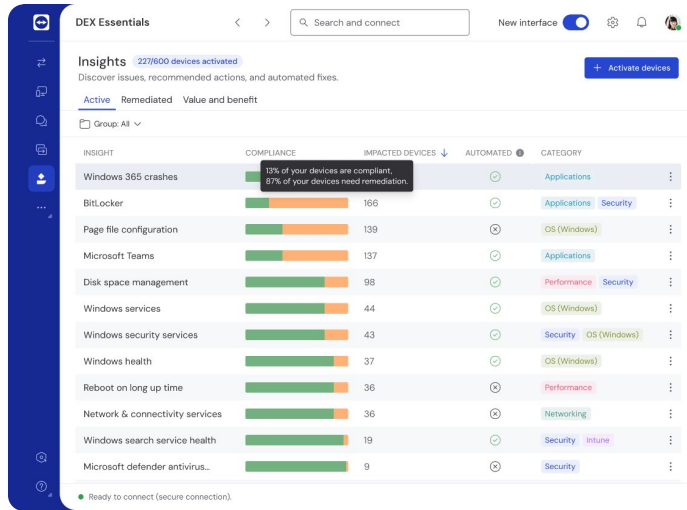 DEX Essentials
Search and connect
New interface
Insights 227/600 devices activated
Discover issues, recommended actions, and automated fixes.
+ Activate devices
Active Remediated Value and benefit
Group: All
INSIGHT COMPLIANCE IMPACTED DEVICES AUTOMATED CATEGORY
13% of your devices are compliant,
87% of your devices need remediation.
Windows 365 crashes Applications
BitLocker 166 Applications Security
Page file configuration 139 OS (Windows)
Microsoft Teams 137 Applications
Disk space management 98 Performance Security
Windows services 44 OS (Windows)
Windows security services 43 Security OS (Windows)
Windows health 37 OS (Windows)
Reboot on long up time 36 Performance
Network & connectivity services 36 Networking
Windows search service health 19 Security Intune
Microsoft defender antivirus... 9 Security
Ready to connect (secure connection).